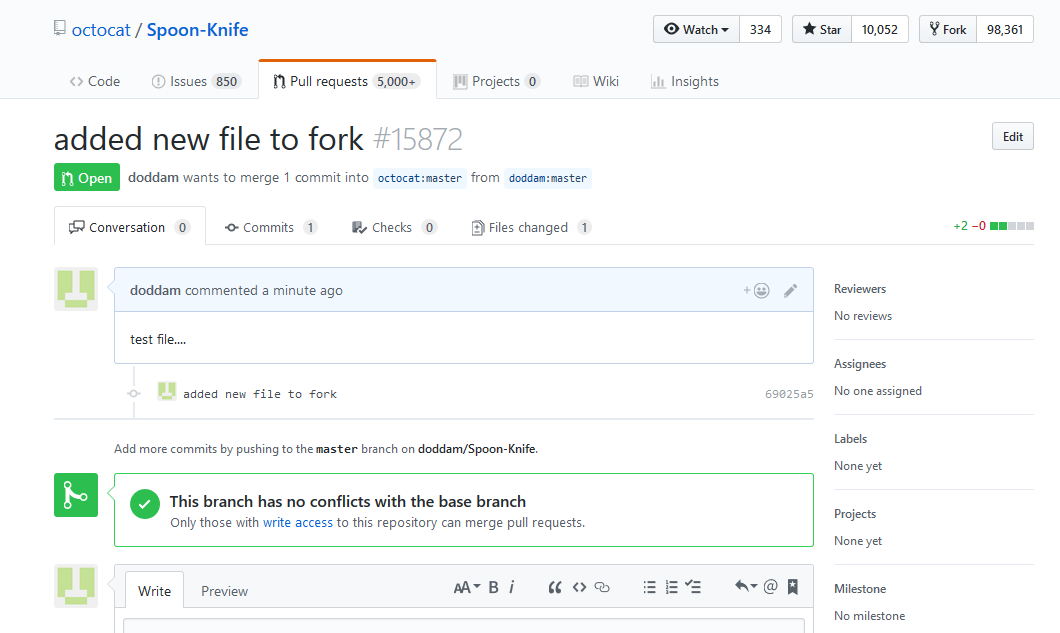 octocat / Spoon-Knife
Watch 334 Star 10,052 Fork 98,361
Code Issues 850 Pull requests 5,000+ Projects 0 Wiki Insights
added new file to fork #15872
Edit
Open doddam wants to merge 1 commit into octocat:master from doddam:master
Conversation 0 Commits 1 Checks 0 Files changed 1
+2 −0
doddam commented a minute ago
test file....
added new file to fork 69025a5
Add more commits by pushing to the master branch on doddam/Spoon-Knife.
This branch has no conflicts with the base branch
Only those with write access to this repository can merge pull requests.
Write Preview
AA B i “ <> @
Reviewers
No reviews
Assignees
No one assigned
Labels
None yet
Projects
None yet
Milestone
No milestone